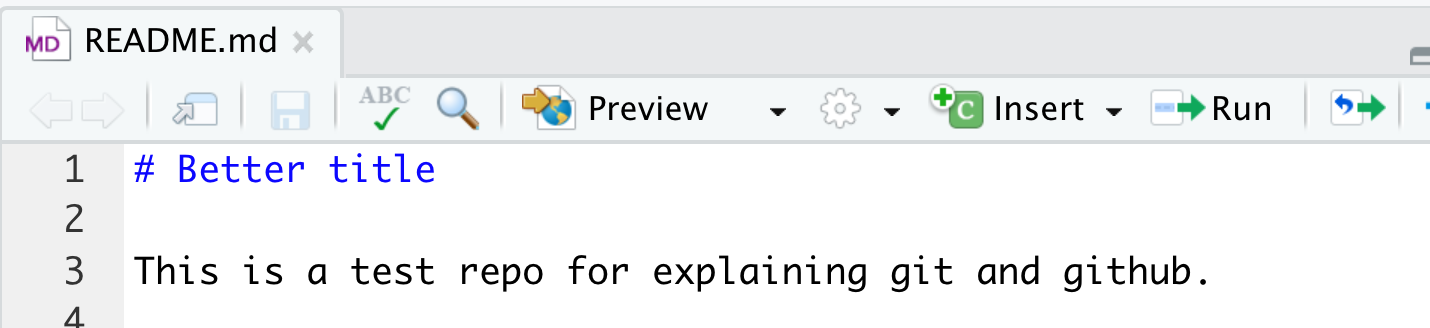 MD README.md
ABC Preview C Insert Run
1 # Better title
2
3 This is a test repo for explaining git and github.
4